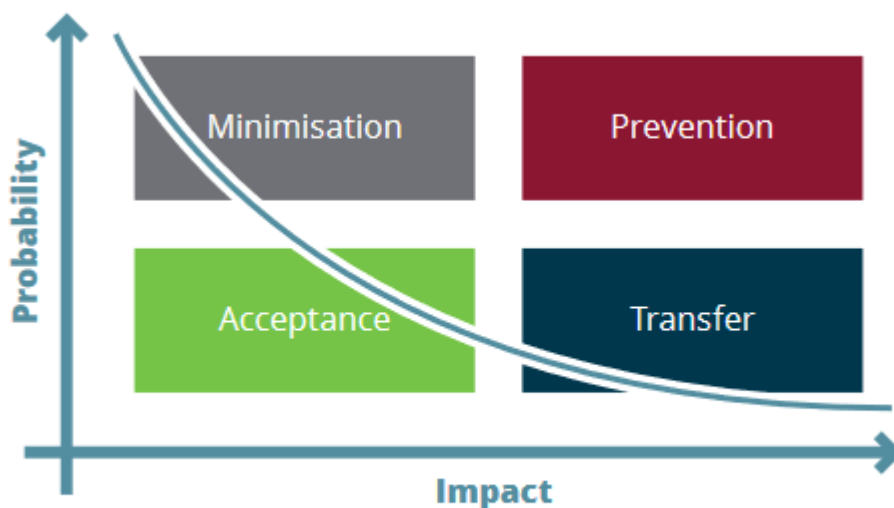 Probability
Minimisation
Prevention
Acceptance
Transfer
Impact